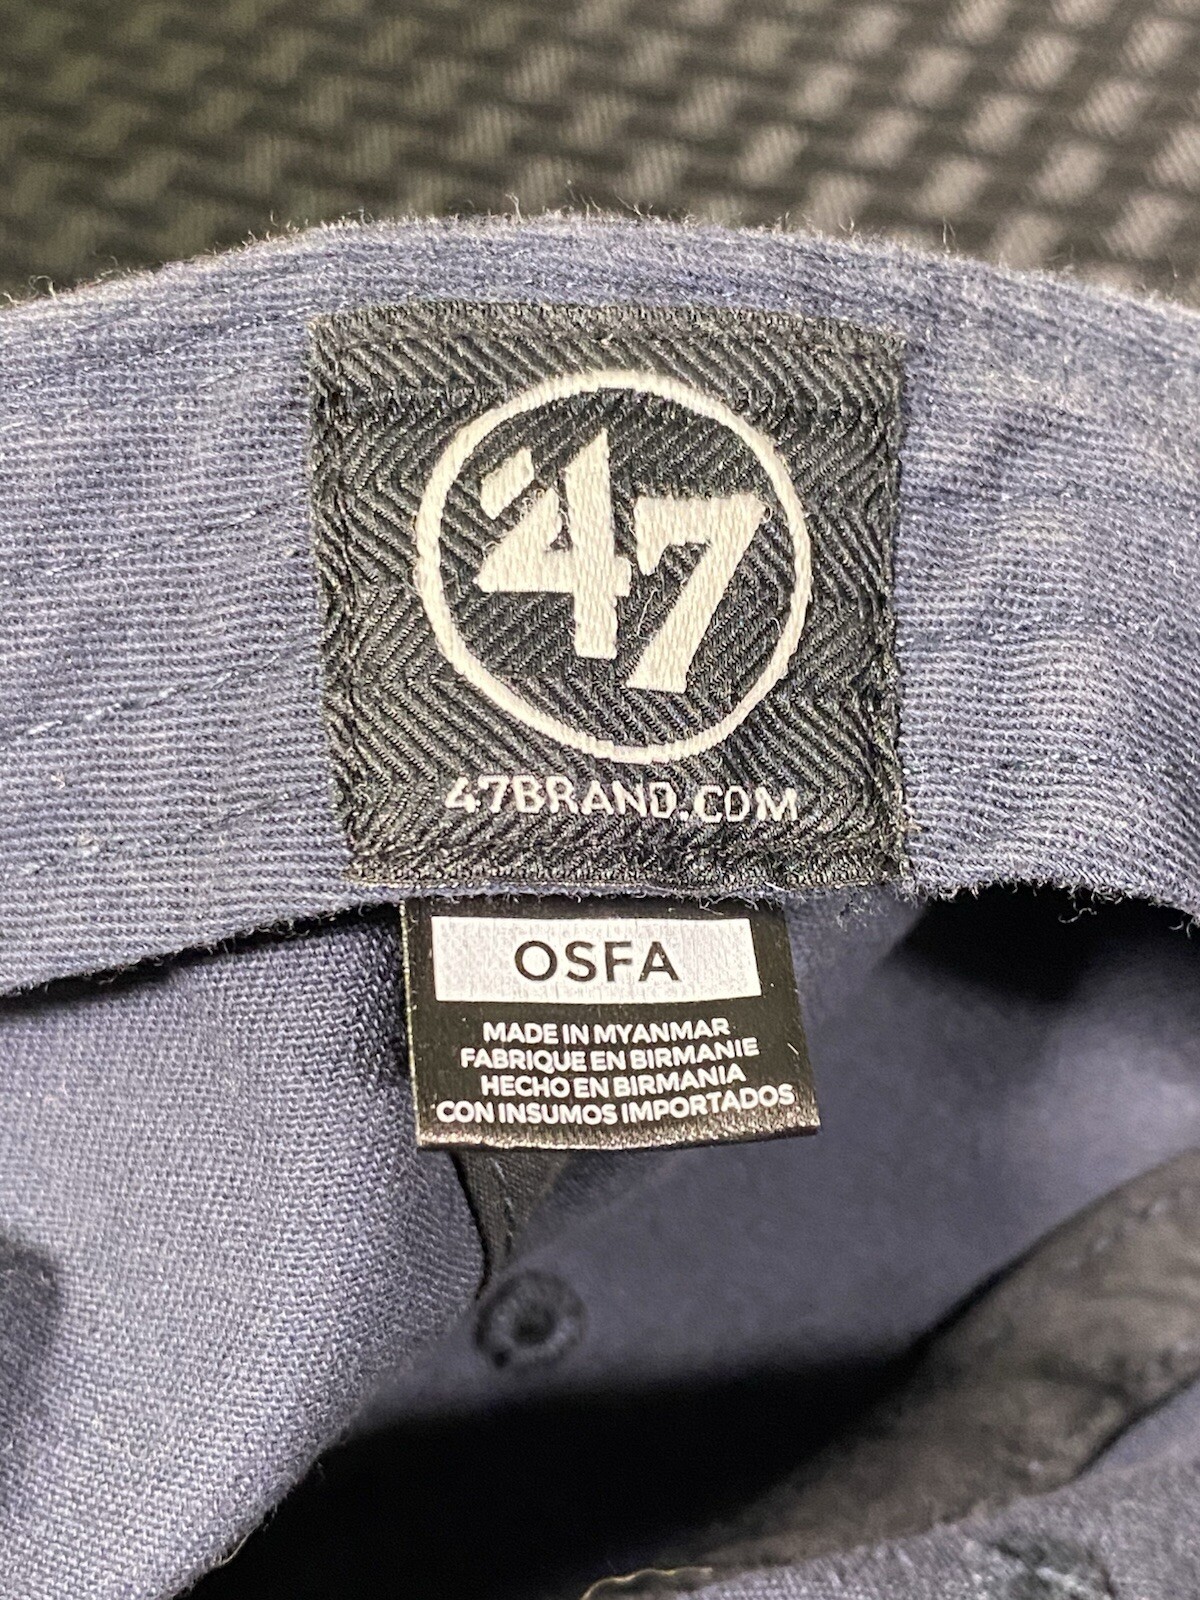 47
47BRAND.COM
OSFA
MADE IN MYANMAR
FABRIQUE EN BIRMANIE
HECHO EN BIRMANIA
CON INSUMOS IMPORTADOS